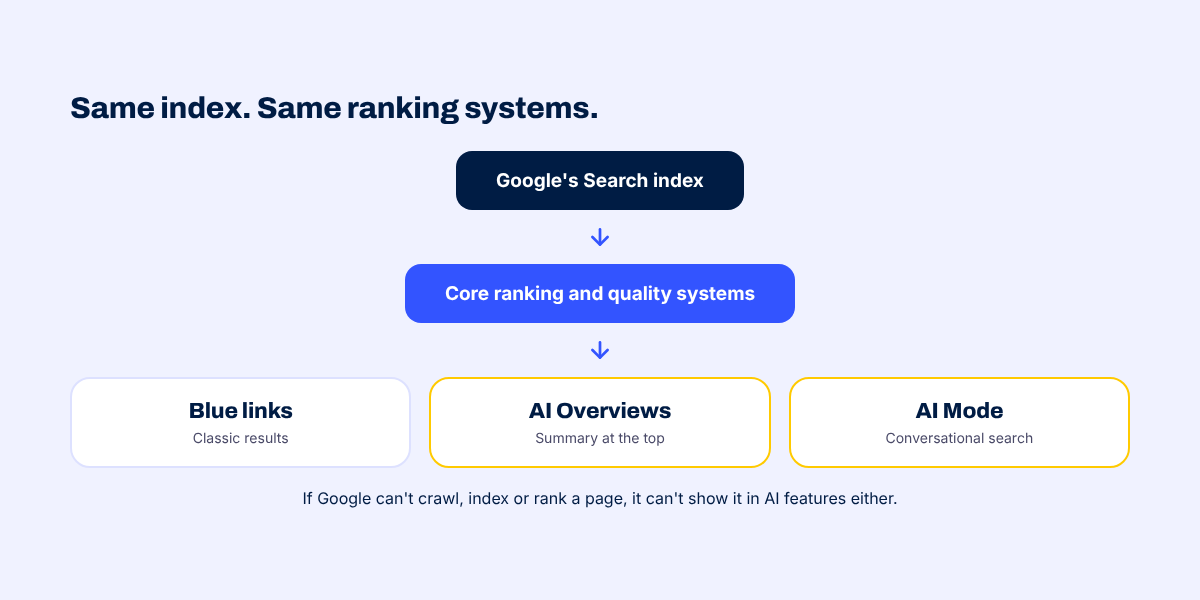 Same index. Same ranking systems.
Google's Search index
Core ranking and quality systems
Blue links
Classic results
AI Overviews
Summary at the top
AI Mode
Conversational search
If Google can't crawl, index or rank a page, it can't show it in AI features either.